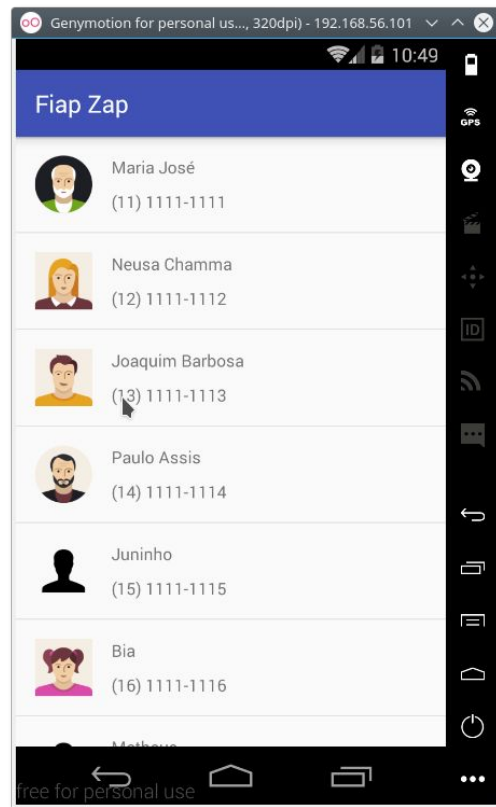 Genymotion for personal us..., 320dpi) - 192.168.56.101
10:49
Fiap Zap
GPS
Maria José
(11) 1111-1111
Neusa Chamma
(12) 1111-1112
ID
Joaquim Barbosa
(13) 1111-1113
Paulo Assis
(14) 1111-1114
Juninho
(15) 1111-1115
Bia
(16) 1111-1116
Matheus
free for personal use